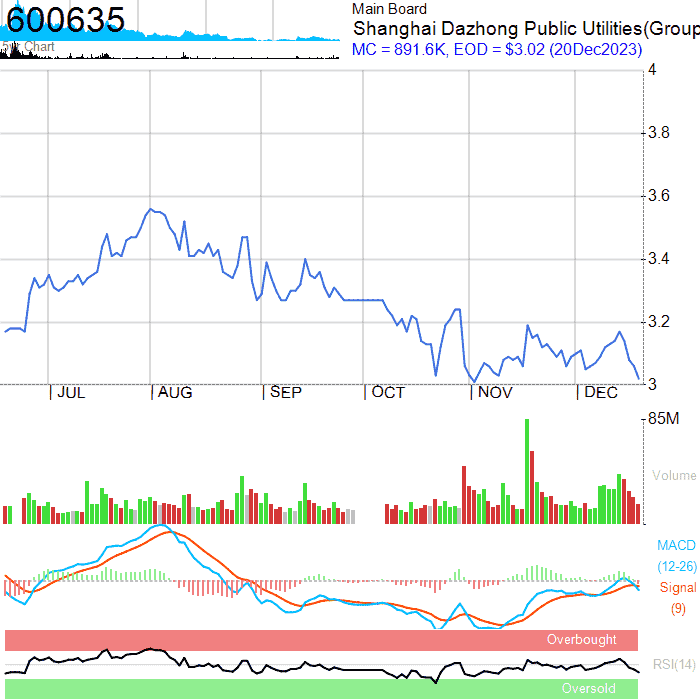 600635
5yr Chart
Main Board
Shanghai Dazhong Public Utilities(Group
MC = 891.6K, EOD = $3.02 (20Dec2023)
4
3.8
3.6
3.4
3.2
3
JUL AUG SEP OCT NOV DEC
85M
Volume
MACD
(12-26)
Signal
(9)
Overbought
RSI(14)
Oversold